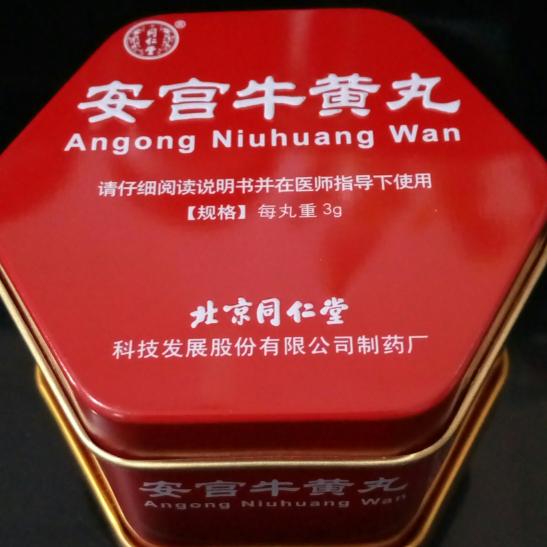 同仁堂
安宫牛黄丸
Angong Niuhuang Wan
请仔细阅读说明书并在医师指导下使用
【规格】每丸重 3g
北京同仁堂
科技发展股份有限公司制药厂
安宫牛黄丸
Angong Niuhuang Wan